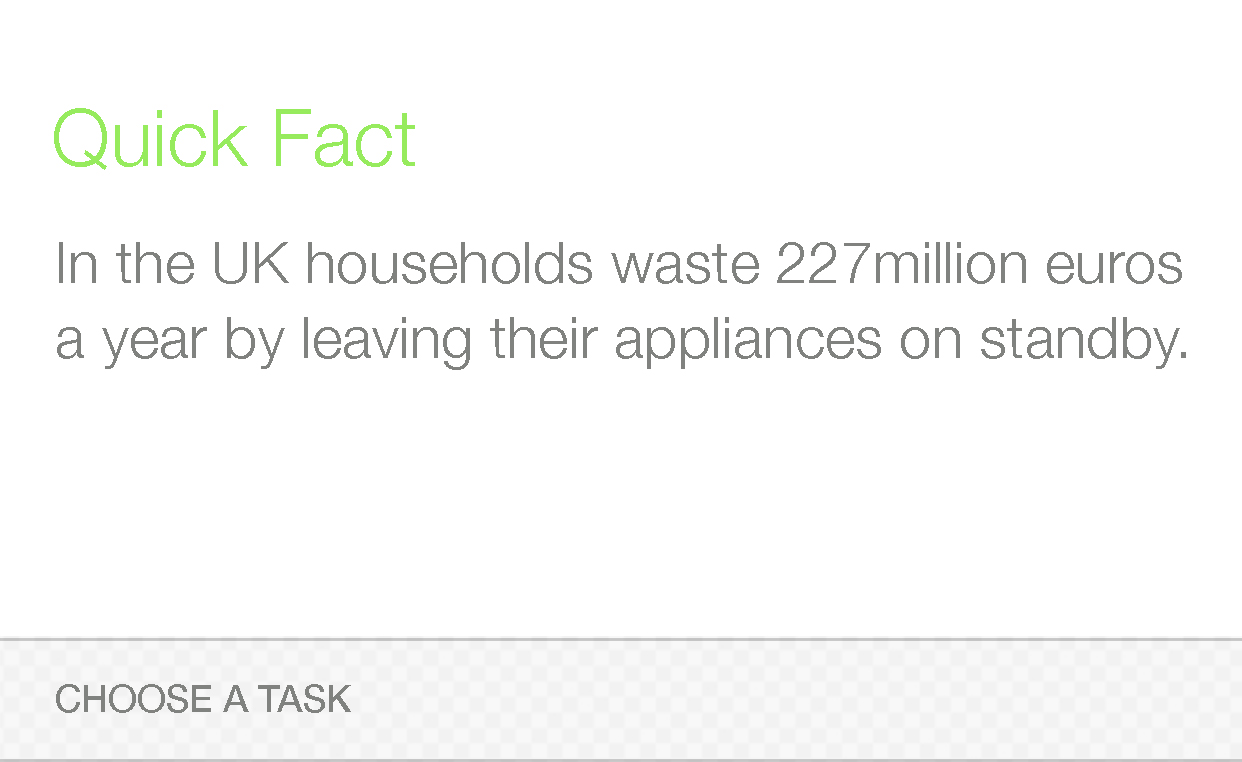 Quick Fact
In the UK households waste 227million euros
a year by leaving their appliances on standby.
CHOOSE A TASK